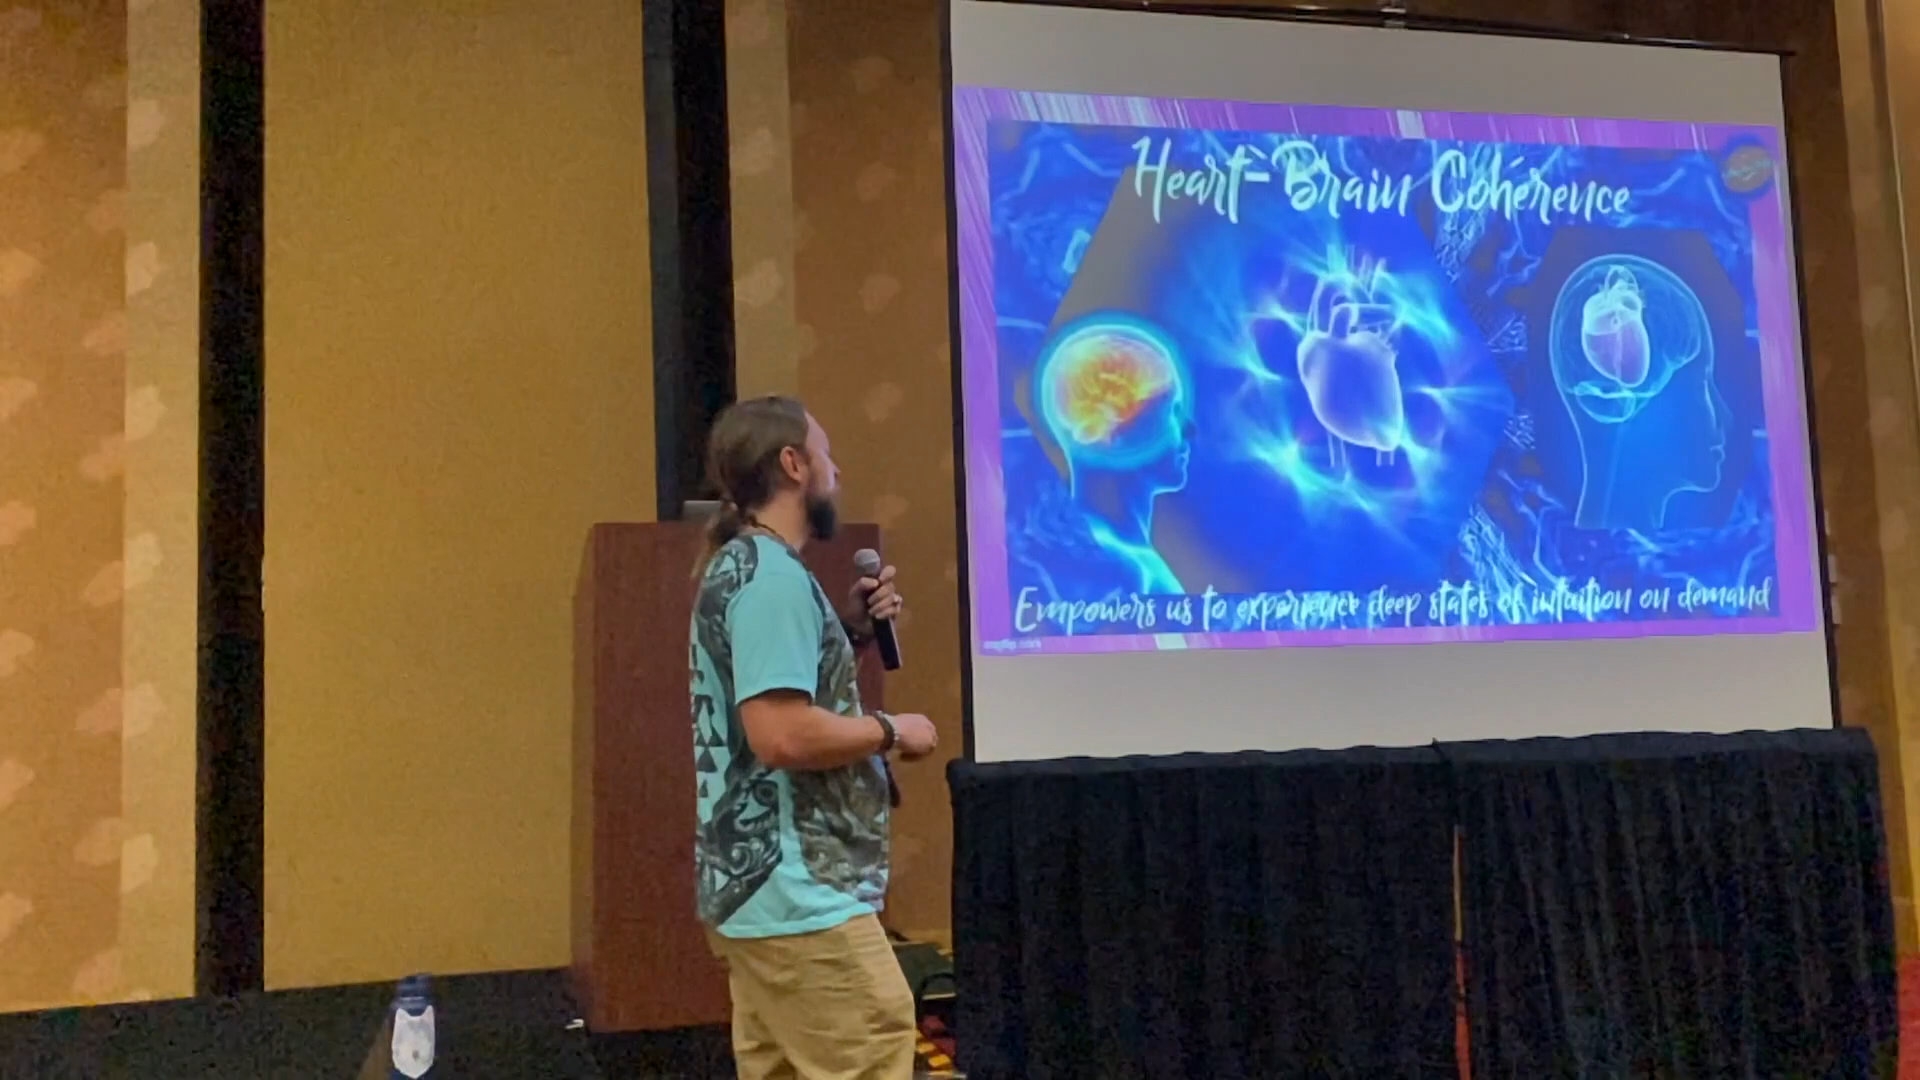 Heart-Brain Coherence
Empowers us to experience deep states of intuition on demand